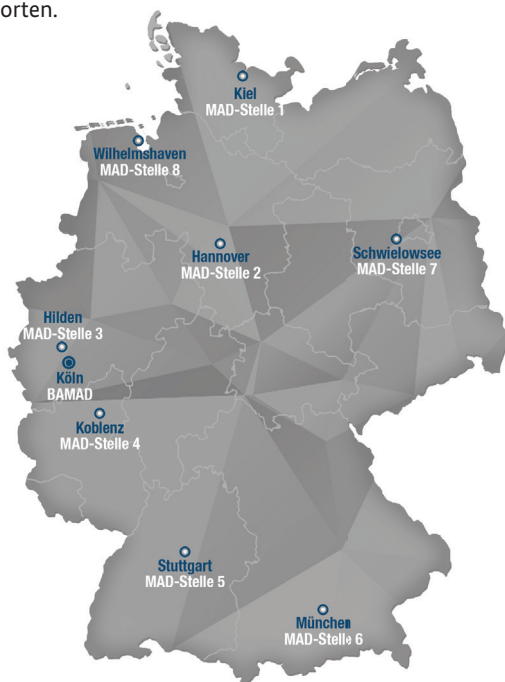 orten.
Kiel
MAD-Stelle 1
Wilhelmshaven
MAD-Stelle 8
Hannover
MAD-Stelle 2
Schwielowsee
MAD-Stelle 7
Hilden
MAD-Stelle 3
Köln
BAMAD
Koblenz
MAD-Stelle 4
Stuttgart
MAD-Stelle 5
München
MAD-Stelle 6